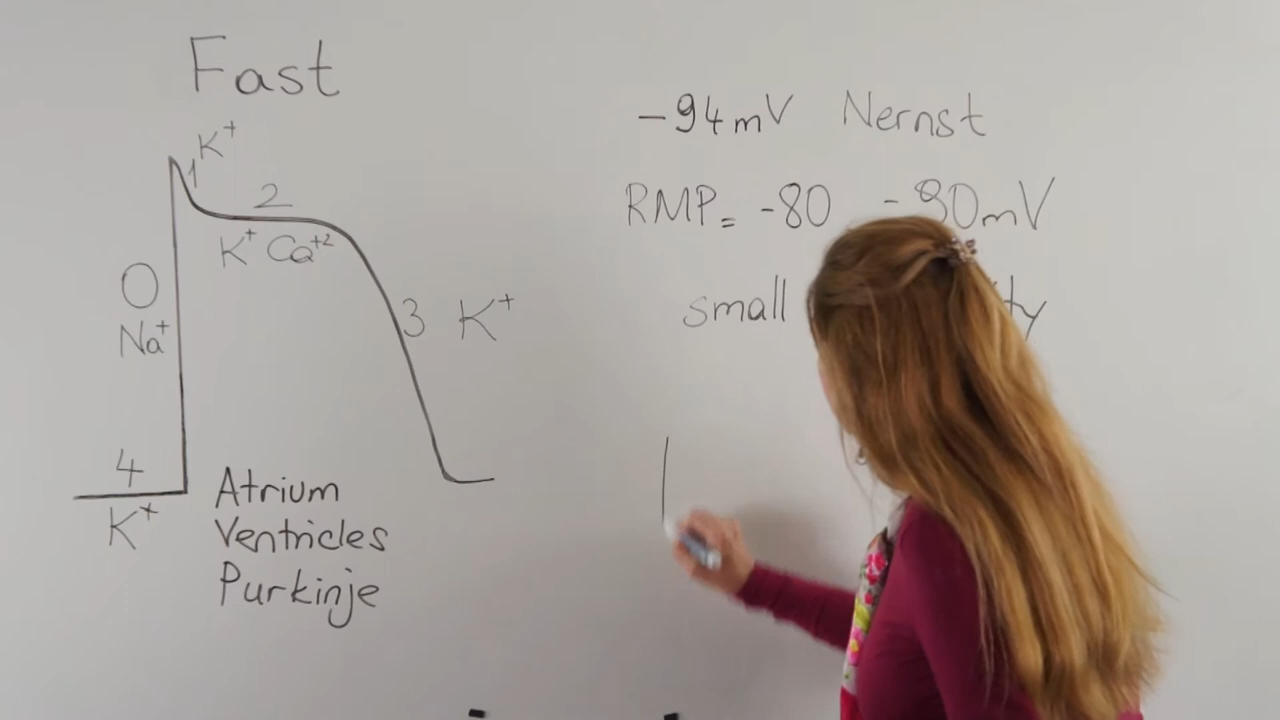 Fast
K+
1
2
K+ Ca+2
0
Na+
3 K+
4
K+
Atrium
Ventricles
Purkinje
-94mV Nernst
RMP= -80 -90mV
small